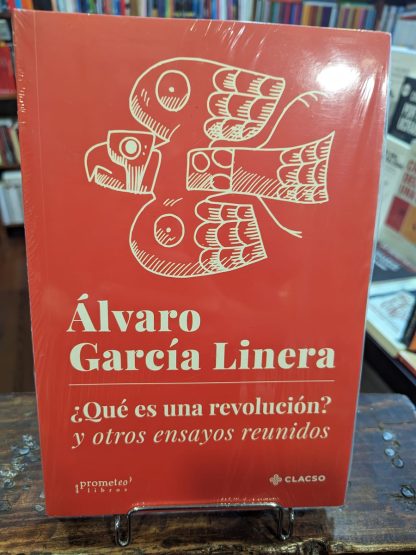 Álvaro
García Linera
¿Qué es una revolución?
y otros ensayos reunidos
prometeo
libros
CLACSO